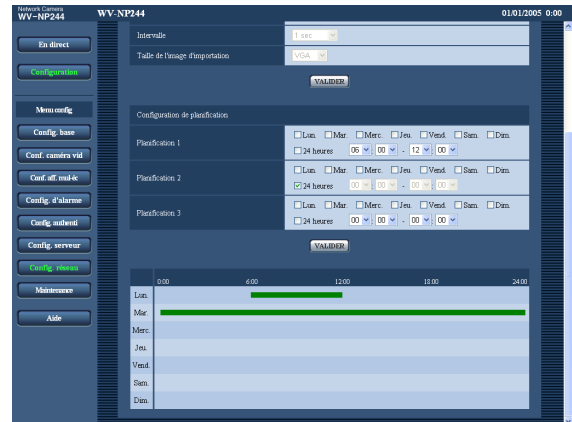 Network Camera
WV-NP244
WV-NP244 01/01/2005 0:00
En direct
Configuration
Menu config
Config. base
Conf. caméra vid
Conf. aff. mul-éc
Config. d'alarme
Config. authenti
Config. serveur
Config. réseau
Maintenance
Aide
Intervalle 1 sec
Taille de l'image d'importation VGA
VALIDER
Configuration de planification
Planification 1 Lun. Mar. Merc. Jeu. Vend. Sam. Dim.
24 heures 06 : 00 - 12 : 00
Planification 2 Lun. Mar. Merc. Jeu. Vend. Sam. Dim.
24 heures 00 : 00 - 00 : 00
Planification 3 Lun. Mar. Merc. Jeu. Vend. Sam. Dim.
24 heures 00 : 00 - 00 : 00
VALIDER
0:00 6:00 12:00 18:00 24:00
Lun.
Mar.
Merc.
Jeu.
Vend.
Sam.
Dim.